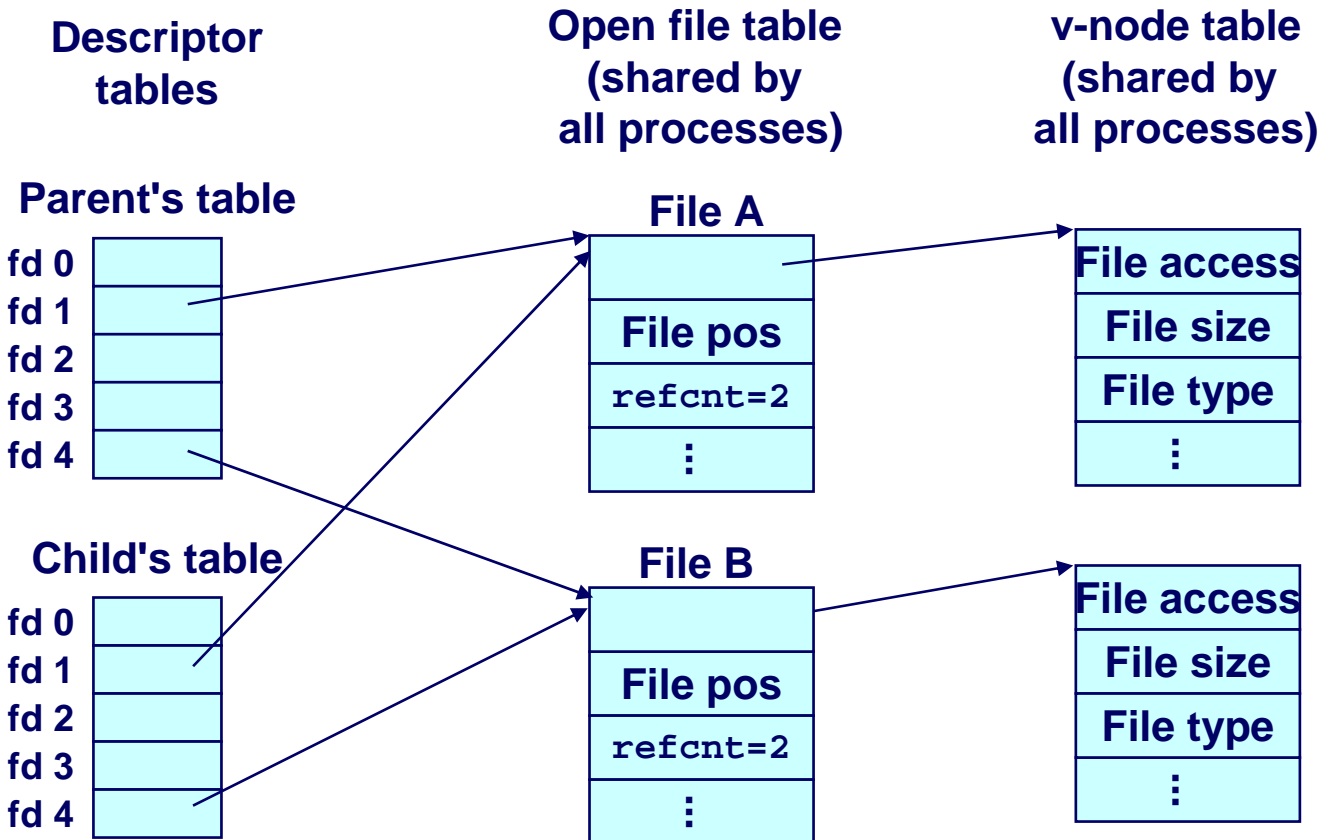 Descriptor
tables
Open file table
(shared by
all processes)
v-node table
(shared by
all processes)
Parent's table
fd 0
fd 1
fd 2
fd 3
fd 4
File A
File pos
refcnt=2
⋮
File access
File size
File type
⋮
Child's table
fd 0
fd 1
fd 2
fd 3
fd 4
File B
File pos
refcnt=2
⋮
File access
File size
File type
⋮